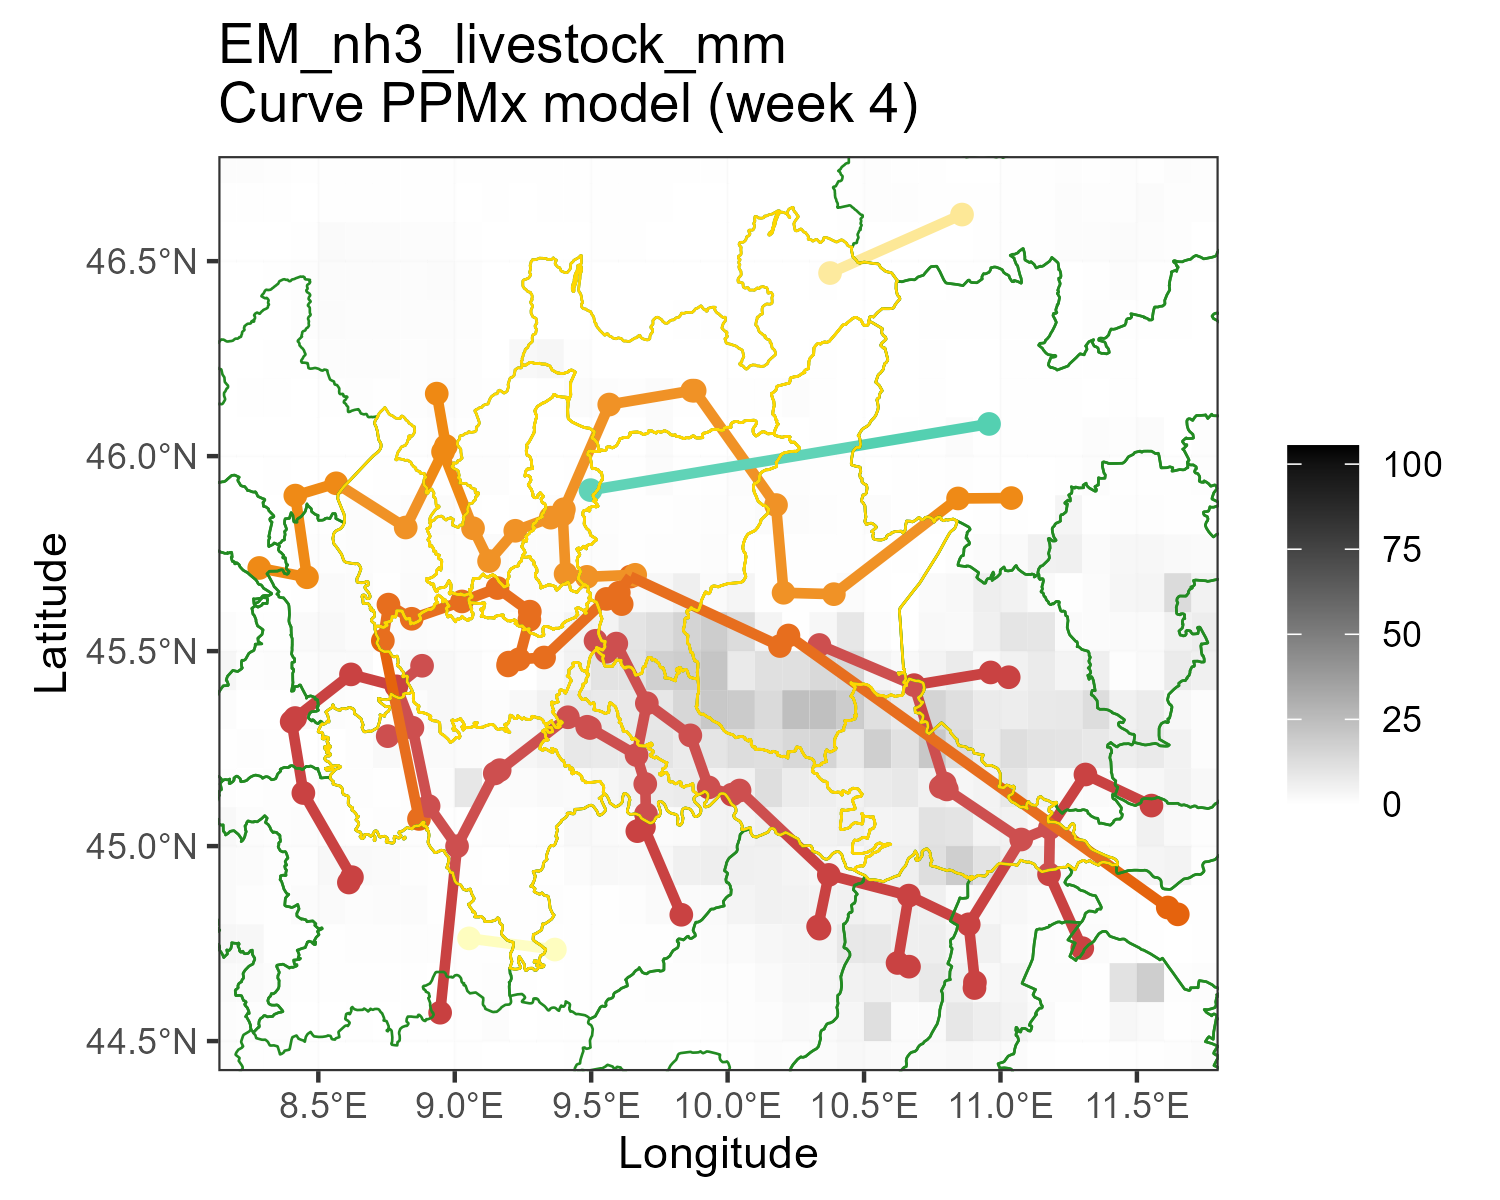 EM_nh3_livestock_mm
Curve PPMx model (week 4)
46.5°N
46.0°N
45.5°N
45.0°N
44.5°N
Latitude
8.5°E
9.0°E
9.5°E
10.0°E
10.5°E
11.0°E
11.5°E
Longitude
100
75
50
25
0